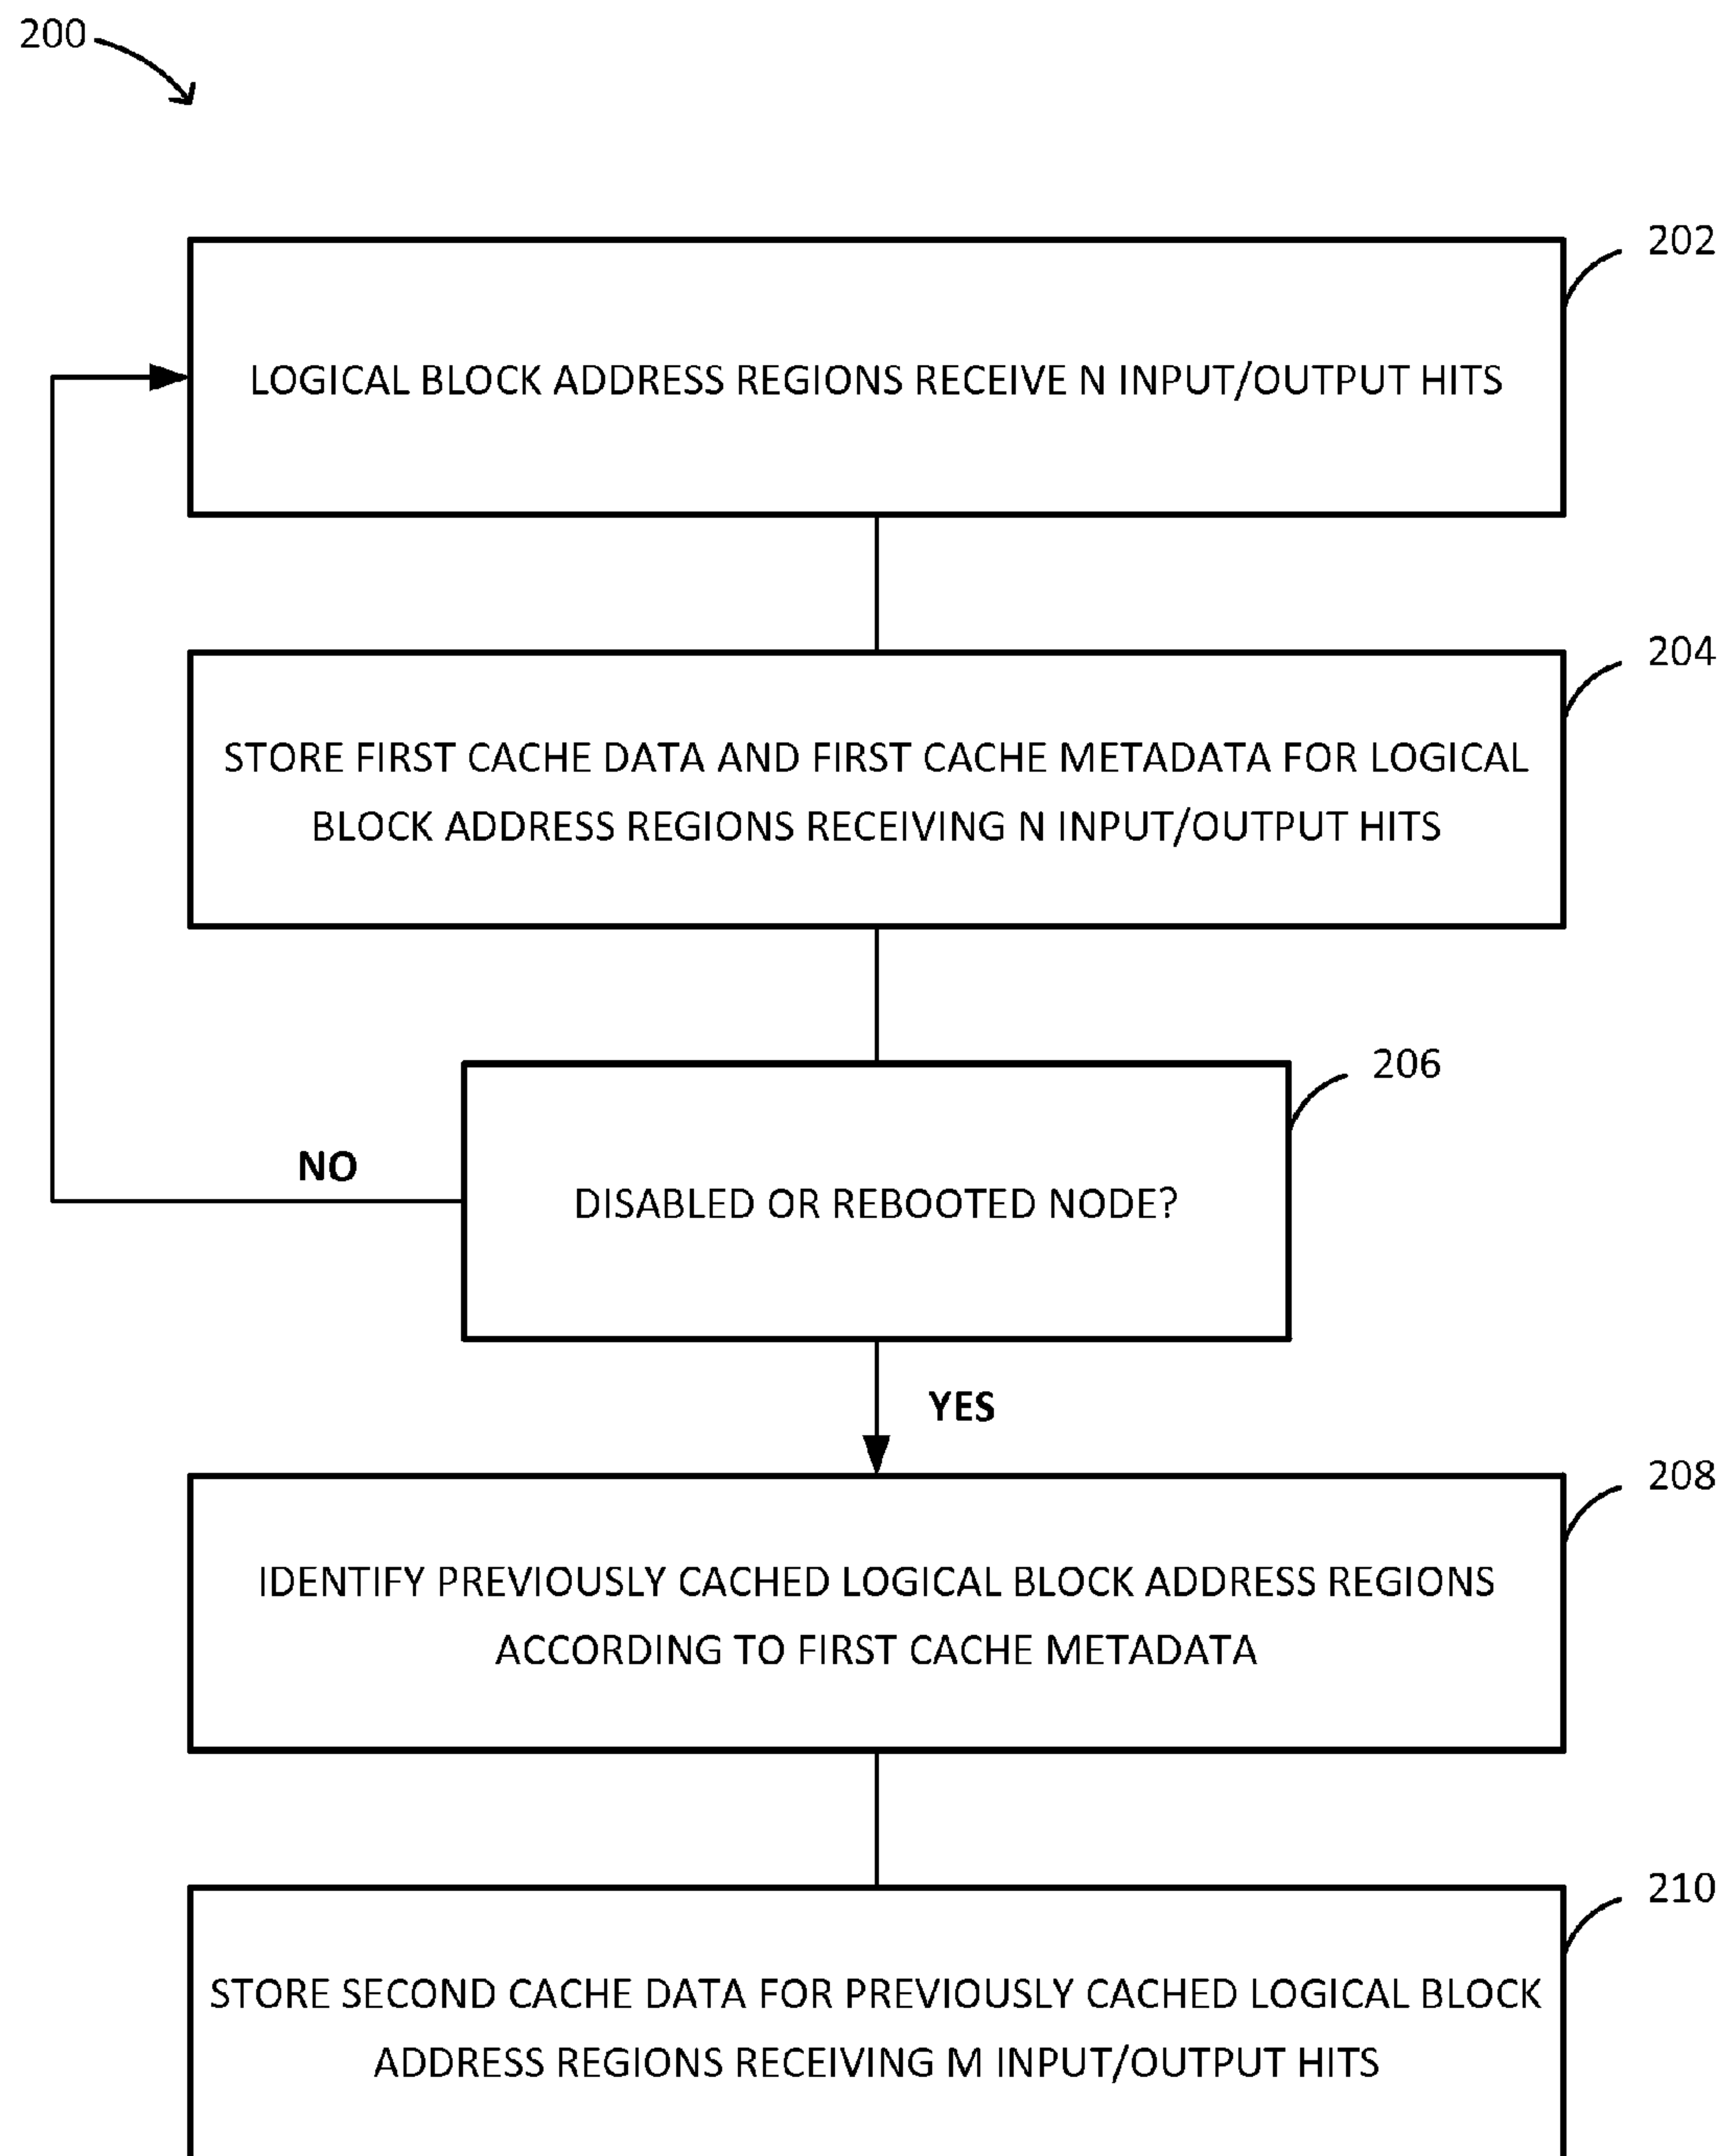 200
202
LOGICAL BLOCK ADDRESS REGIONS RECEIVE N INPUT/OUTPUT HITS
204
STORE FIRST CACHE DATA AND FIRST CACHE METADATA FOR LOGICAL
BLOCK ADDRESS REGIONS RECEIVING N INPUT/OUTPUT HITS
206
NO
DISABLED OR REBOOTED NODE?
YES
208
IDENTIFY PREVIOUSLY CACHED LOGICAL BLOCK ADDRESS REGIONS
ACCORDING TO FIRST CACHE METADATA
210
STORE SECOND CACHE DATA FOR PREVIOUSLY CACHED LOGICAL BLOCK
ADDRESS REGIONS RECEIVING M INPUT/OUTPUT HITS